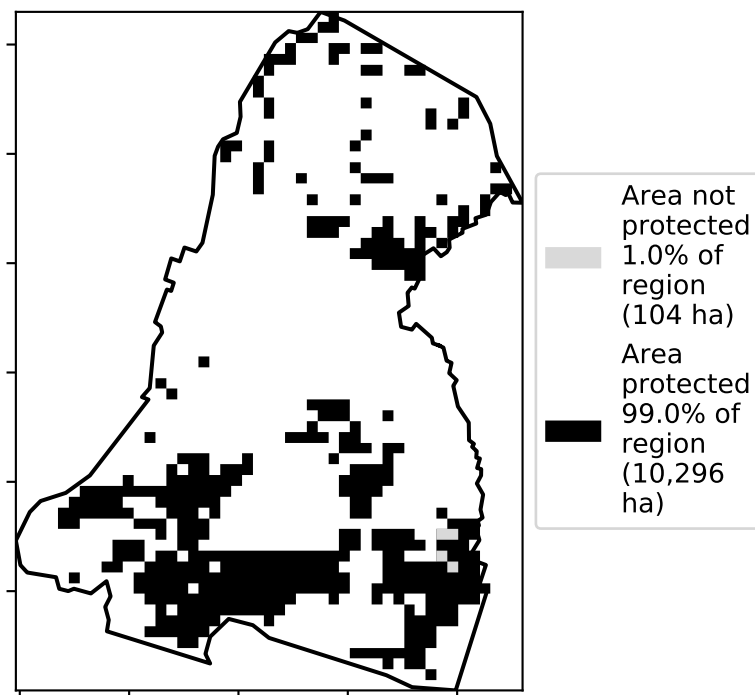 Area not
protected
1.0% of
region
(104 ha)
Area
protected
99.0% of
region
(10,296
ha)